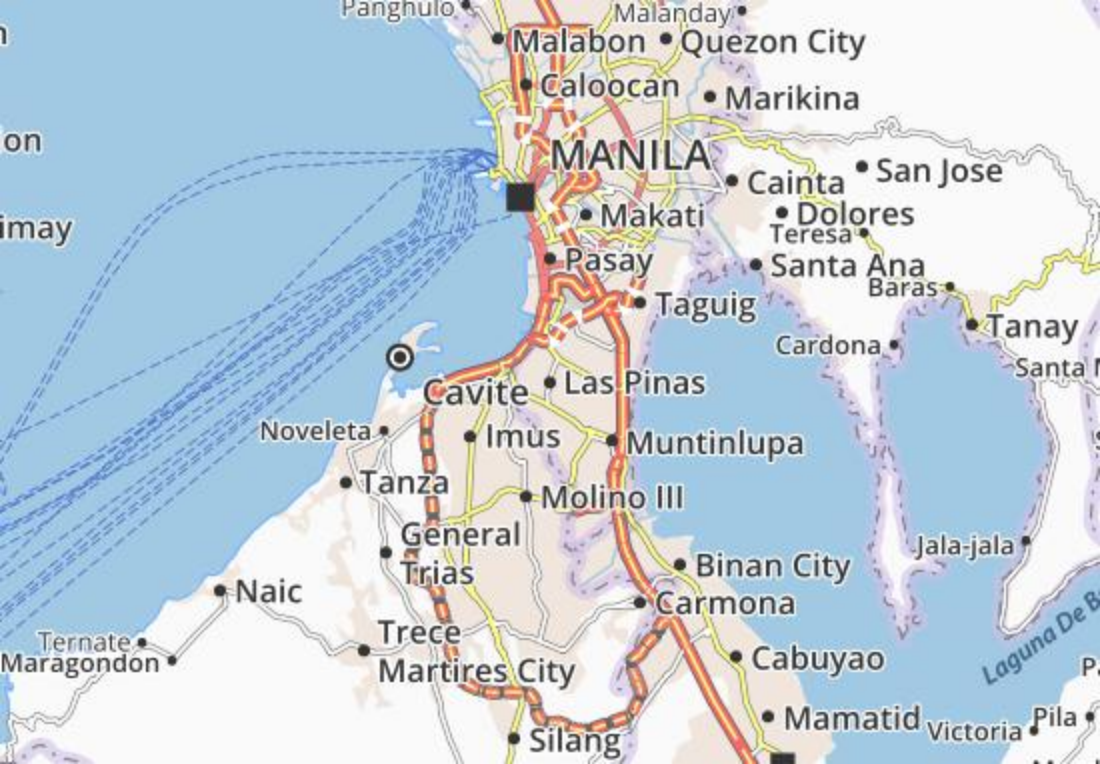 Panghulo
Malanday
Malabon
Quezon City
Caloocan
Marikina
on
MANILA
San Jose
Cainta
Makati
Dolores
imay
Teresa
Pasay
Santa Ana
Baras
Taguig
Tanay
Cardona
Santa
Cavite
Las Pinas
Noveleta
Imus
Muntinlupa
Tanza
Molino III
General
Trias
Jala-jala
Binan City
Naic
Carmona
Laguna De B
Trece
Martires City
Ternate
Maragondon
Cabuyao
Mamatid
Victoria
Pila
Silang